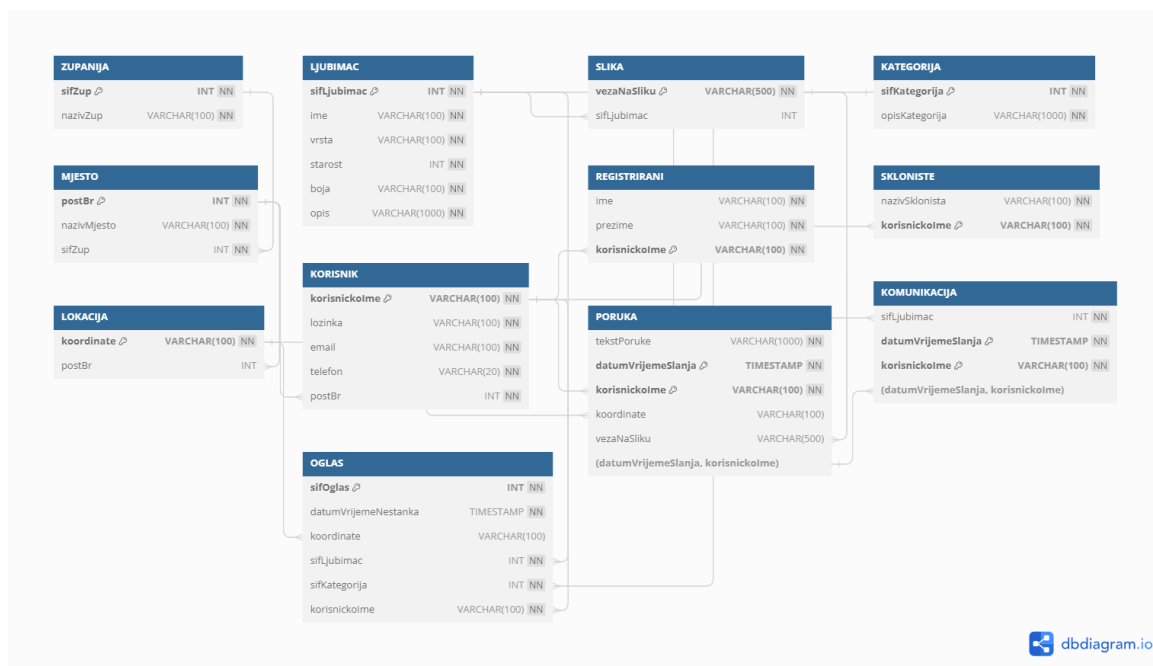 ZUPANIJA
sifZup INT NN
nazivZup VARCHAR(100) NN
MJESTO
postBr INT NN
nazivMjesto VARCHAR(100) NN
sifZup INT NN
LOKACIJA
koordinate VARCHAR(100) NN
postBr INT
LJUBIMAC
sifLjubimac INT NN
ime VARCHAR(100) NN
vrsta VARCHAR(100) NN
starost INT NN
boja VARCHAR(100) NN
opis VARCHAR(1000) NN
KORISNIK
korisnickoIme VARCHAR(100) NN
lozinka VARCHAR(100) NN
email VARCHAR(100) NN
telefon VARCHAR(20) NN
postBr INT NN
OGLAS
sifOglas INT NN
datumVrijemeNestanka TIMESTAMP NN
koordinate VARCHAR(100)
sifLjubimac INT NN
sifKategorija INT NN
korisnickoIme VARCHAR(100) NN
SLIKA
vezaNaSliku VARCHAR(500) NN
sifLjubimac INT
REGISTRIRANI
ime VARCHAR(100) NN
prezime VARCHAR(100) NN
korisnickoIme VARCHAR(100) NN
PORUKA
tekstPoruke VARCHAR(1000) NN
datumVrijemeSlanja TIMESTAMP NN
korisnickoIme VARCHAR(100) NN
koordinate VARCHAR(100)
vezaNaSliku VARCHAR(500)
(datumVrijemeSlanja, korisnickoIme)
KATEGORIJA
sifKategorija INT NN
opisKategorija VARCHAR(1000) NN
SKLONISTE
nazivSklonista VARCHAR(100) NN
korisnickoIme VARCHAR(100) NN
KOMUNIKACIJA
sifLjubimac INT NN
datumVrijemeSlanja TIMESTAMP NN
korisnickoIme VARCHAR(100) NN
(datumVrijemeSlanja, korisnickoIme)
dbdiagram.io